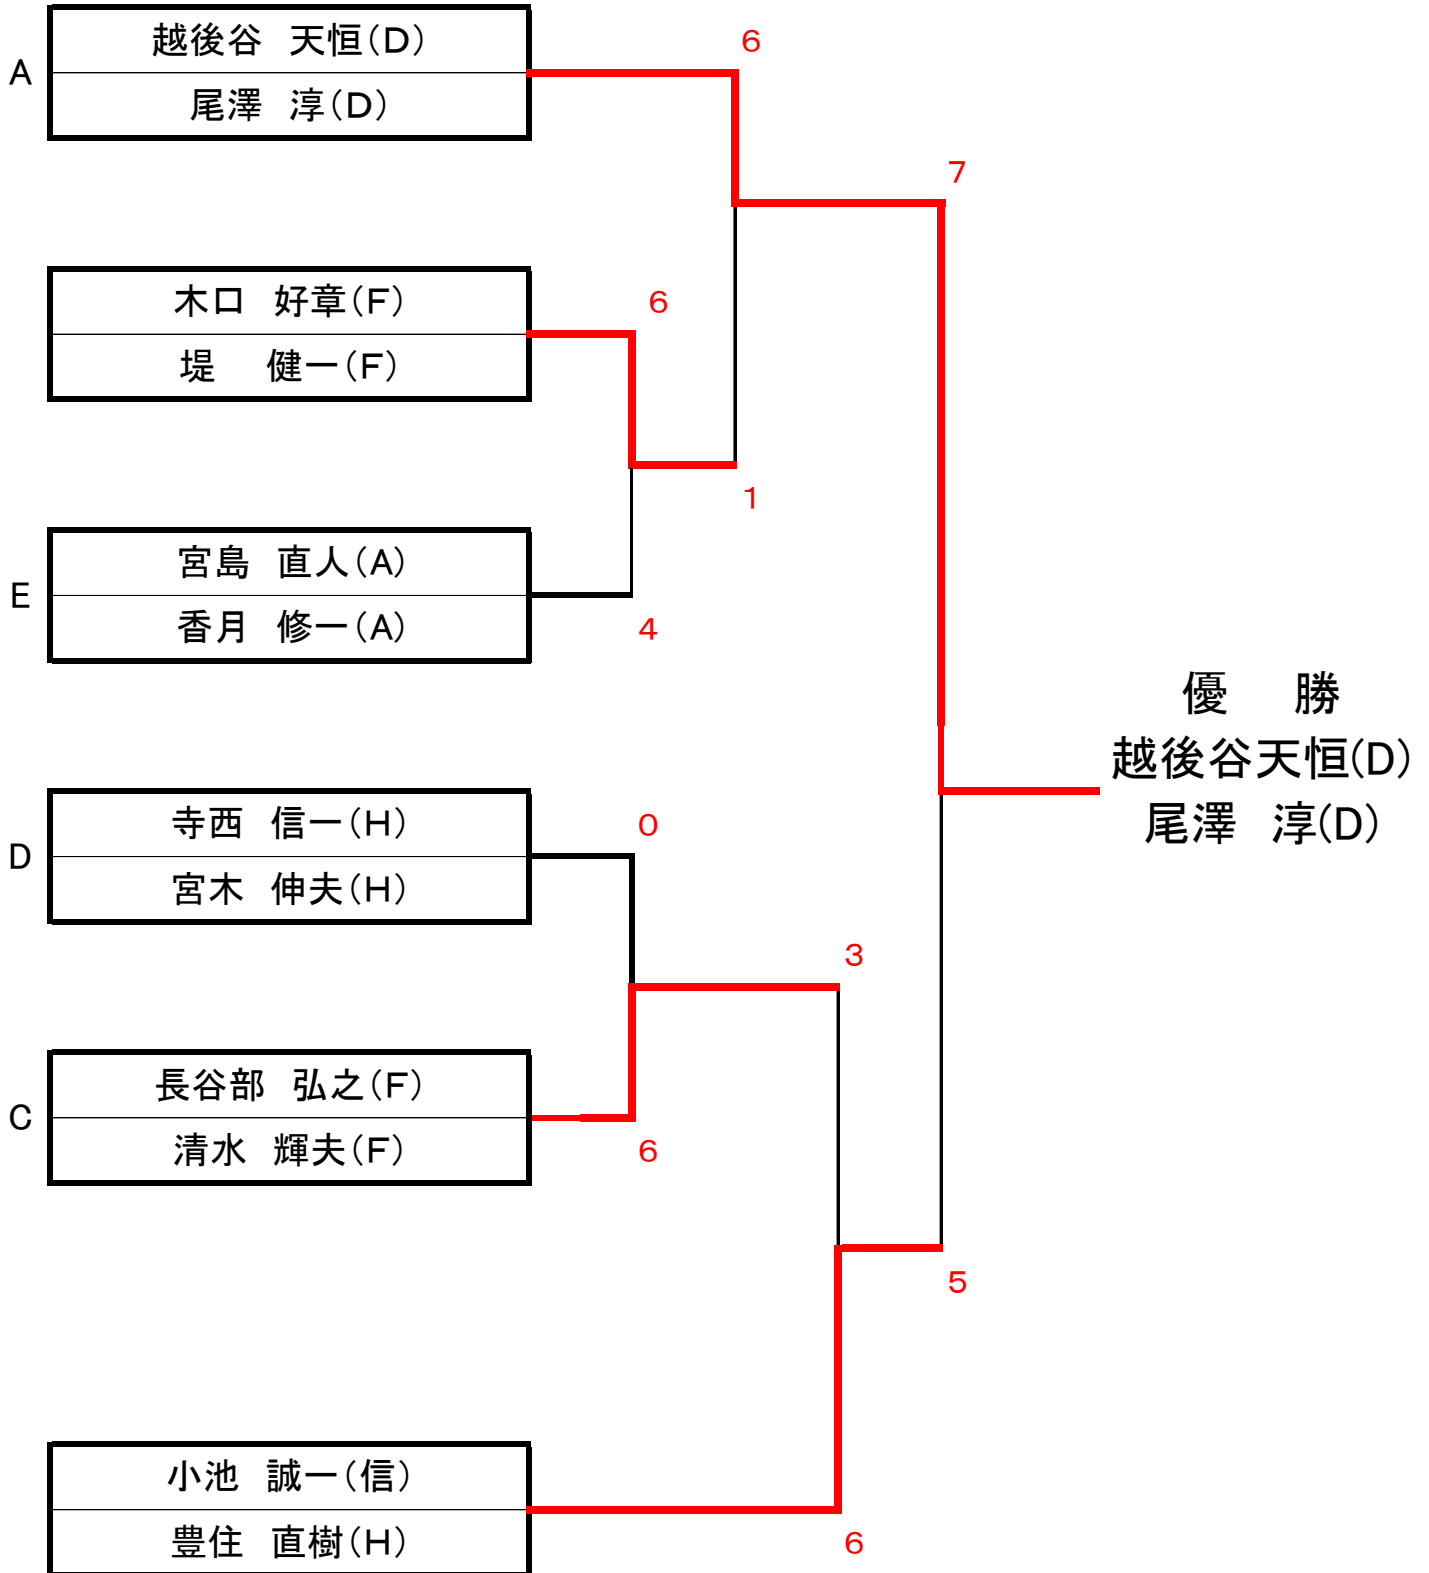 越後谷　天恒(D)
6
A
尾澤　淳(D)
7
木口　好章(F)
6
堤　健一(F)
1
宮島　直人(A)
E
香月　修一(A)
4
優　勝
越後谷天恒(D)
尾澤　淳(D)
寺西　信一(H)
0
D
宮木　伸夫(H)
3
長谷部　弘之(F)
C
清水　輝夫(F)
6
5
小池　誠一(信)
豊住　直樹(H)
6